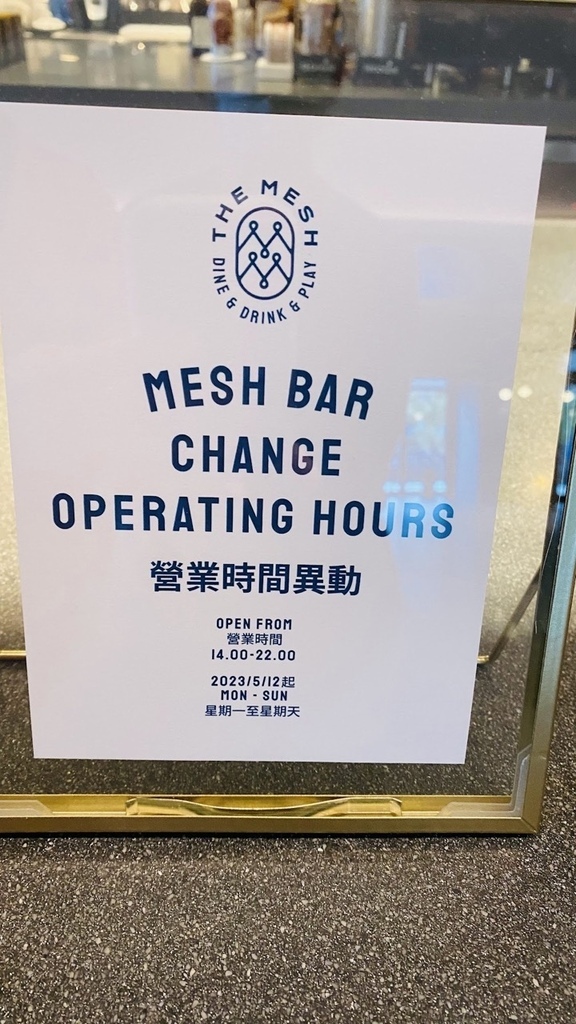 THE MESH
DINE & DRINK & PLAY
MESH BAR
CHANGE
OPERATING HOURS
營業時間異動
OPEN FROM
營業時間
14.00-22.00
2023/5/12起
MON - SUN
星期一至星期天